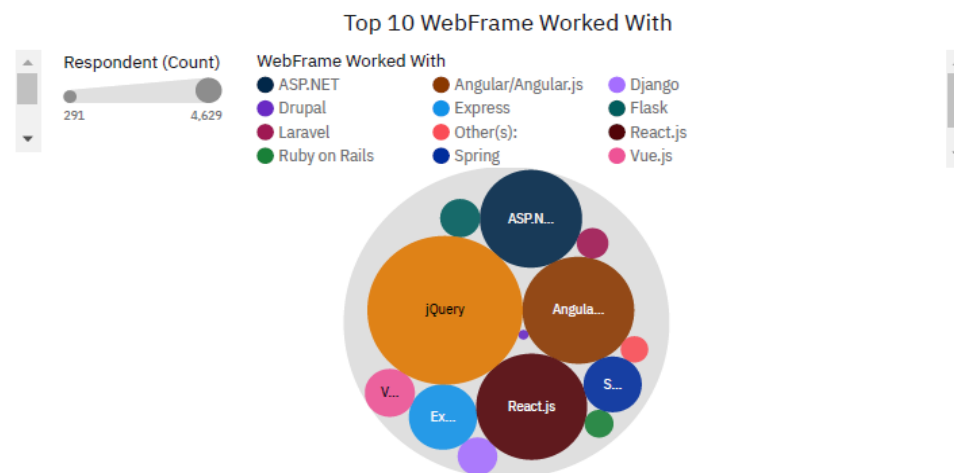 Top 10 WebFrame Worked With
Respondent (Count)
291 4,629
WebFrame Worked With
ASP.NET Angular/Angular.js Django
Drupal Express Flask
Laravel Other(s): React.js
Ruby on Rails Spring Vue.js
ASP.N...
jQuery
Angula...
V...
Ex...
React.js
S...